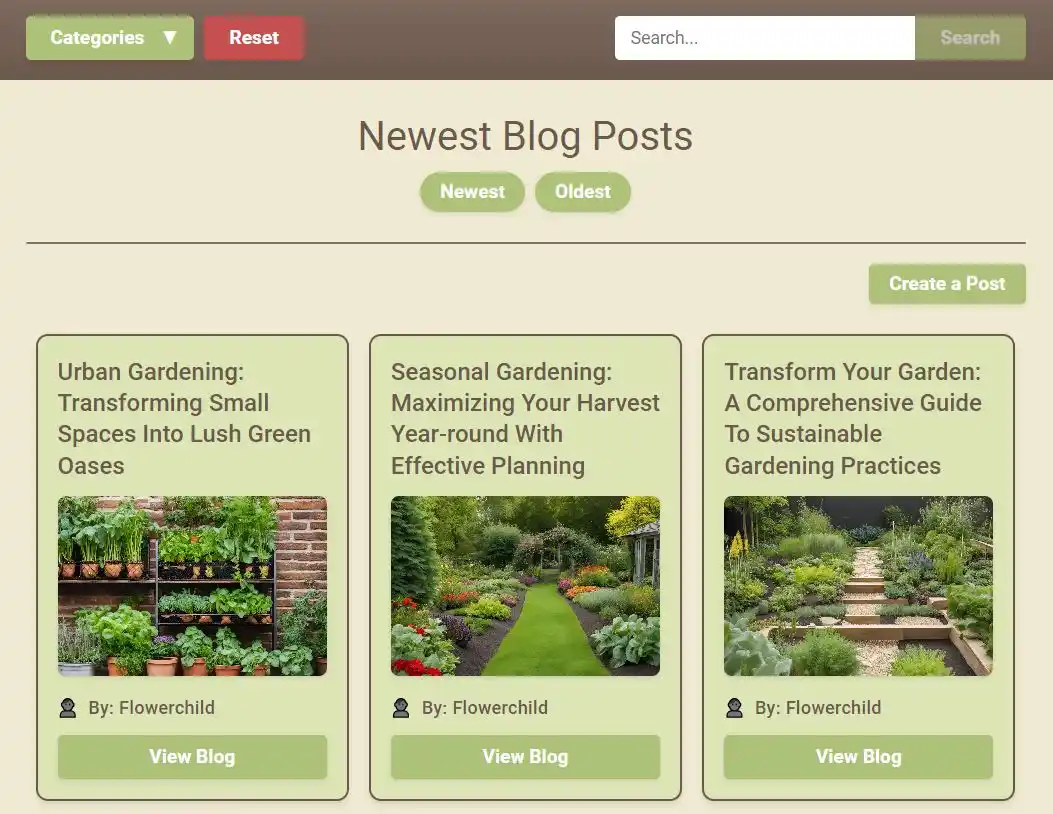 Categories ▼ Reset Search... Search
Newest Blog Posts
Newest Oldest
Create a Post
Urban Gardening:
Transforming Small
Spaces Into Lush Green
Oases
By: Flowerchild
View Blog
Seasonal Gardening:
Maximizing Your Harvest
Year-round With
Effective Planning
By: Flowerchild
View Blog
Transform Your Garden:
A Comprehensive Guide
To Sustainable
Gardening Practices
By: Flowerchild
View Blog